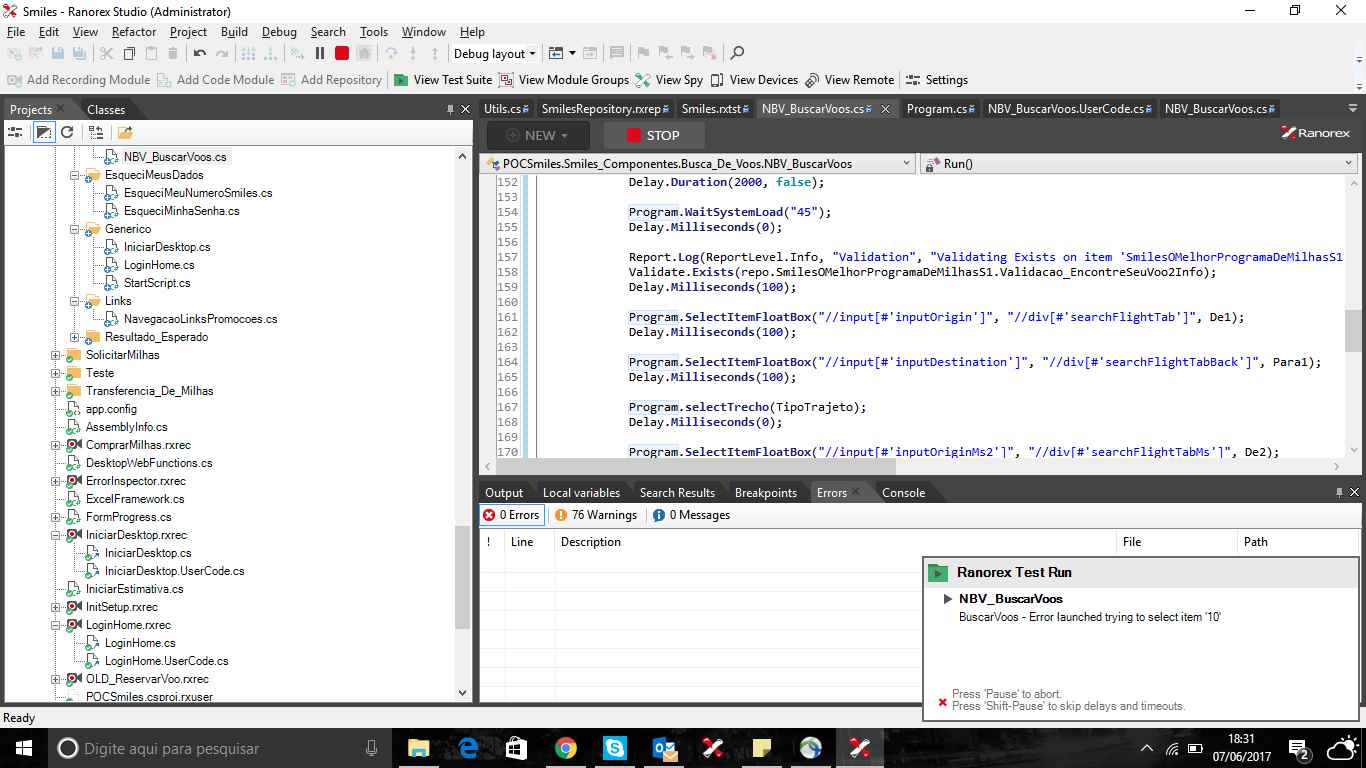 Smiles - Ranorex Studio (Administrator)
File Edit View Refactor Project Build Debug Search Tools Window Help
Debug layout
Add Recording Module Add Code Module Add Repository View Test Suite View Module Groups View Spy View Devices View Remote Settings
Projects Classes
NBV_BuscarVoos.cs
EsqueciMeusDados
EsqueciMeuNumeroSmiles.cs
EsqueciMinhaSenha.cs
Generico
IniciarDesktop.cs
LoginHome.cs
StartScript.cs
Links
NavegacaoLinksPromocoes.cs
Resultado_Esperado
SolicitarMilhas
Teste
Transferencia_De_Milhas
app.config
AssemblyInfo.cs
ComprarMilhas.rxrec
DesktopWebFunctions.cs
ErrorInspector.rxrec
ExcelFramework.cs
FormProgress.cs
IniciarDesktop.rxrec
IniciarDesktop.cs
IniciarDesktop.UserCode.cs
IniciarEstimativa.cs
InitSetup.rxrec
LoginHome.rxrec
LoginHome.cs
LoginHome.UserCode.cs
OLD_ReservarVoo.rxrec
POCSmiles.csproj.rxuser
Utils.cs SmilesRepository.rxrep Smiles.rxtst NBV_BuscarVoos.cs Program.cs NBV_BuscarVoos.UserCode.cs NBV_BuscarVoos.cs
NEW STOP Ranorex
POCSmiles.Smiles_Componentes.Busca_De_Voos.NBV_BuscarVoos Run()
152 Delay.Duration(2000, false);
153
154 Program.WaitSystemLoad("45");
155 Delay.Milliseconds(0);
156
157 Report.Log(ReportLevel.Info, "Validation", "Validating Exists on item 'SmilesOMelhorProgramaDeMilhasS1
158 Validate.Exists(repo.SmilesOMelhorProgramaDeMilhasS1.Validacao_EncontreSeuVoo2Info);
159 Delay.Milliseconds(100);
160
161 Program.SelectItemFloatBox("//input[#'inputOrigin']", "//div[#'searchFlightTab']", De1);
162 Delay.Milliseconds(100);
163
164 Program.SelectItemFloatBox("//input[#'inputDestination']", "//div[#'searchFlightTabBack']", Para1);
165 Delay.Milliseconds(100);
166
167 Program.selectTrecho(TipoTrajeto);
168 Delay.Milliseconds(0);
169
170 Program.SelectItemFloatBox("//input[#'inputOriginMs2']", "//div[#'searchFlightTabMs']", De2);
Output Local variables Search Results Breakpoints Errors Console
0 Errors 76 Warnings 0 Messages
! Line Description File Path
Ranorex Test Run
NBV_BuscarVoos
BuscarVoos - Error launched trying to select item '10'
Press 'Pause' to abort.
Press 'Shift-Pause' to skip delays and timeouts.
Ready
Digite aqui para pesquisar
18:31
07/06/2017
2